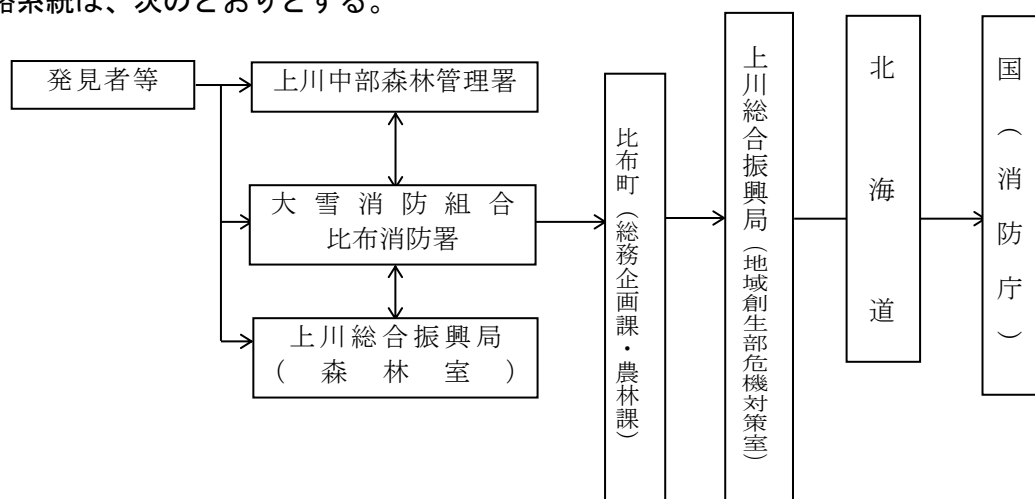 絡系統は、次のとおりとする。
発見者等
上川中部森林管理署
大雪消防組合
比布消防署
上川総合振興局
(森林室)
比布町(総務企画課・農林課)
上川総合振興局(地域創生部危機対策室)
北海道
国(消防庁)